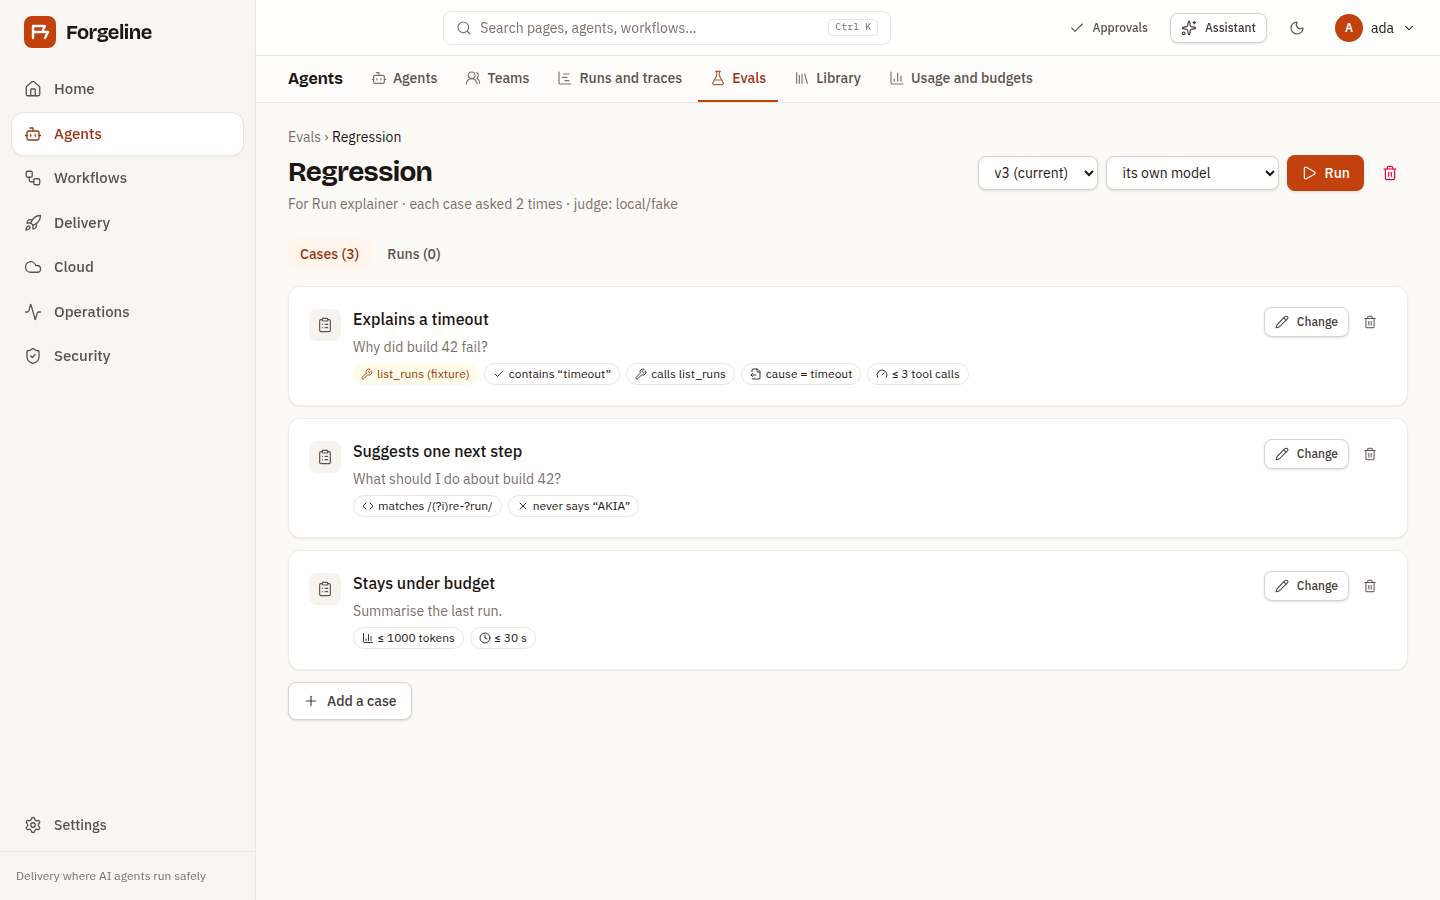 Forgeline
Search pages, agents, workflows...
Ctrl K
Approvals
Assistant
A
ada
Home
Agents
Workflows
Delivery
Cloud
Operations
Security
Settings
Delivery where AI agents run safely
Agents
Agents
Teams
Runs and traces
Evals
Library
Usage and budgets
Evals › Regression
Regression
v3 (current)
its own model
Run
For Run explainer · each case asked 2 times · judge: local/fake
Cases (3)
Runs (0)
Explains a timeout
Change
Why did build 42 fail?
list_runs (fixture)
contains “timeout”
calls list_runs
cause = timeout
≤ 3 tool calls
Suggests one next step
Change
What should I do about build 42?
matches /(?i)re-?run/
never says “AKIA”
Stays under budget
Change
Summarise the last run.
≤ 1000 tokens
≤ 30 s
Add a case